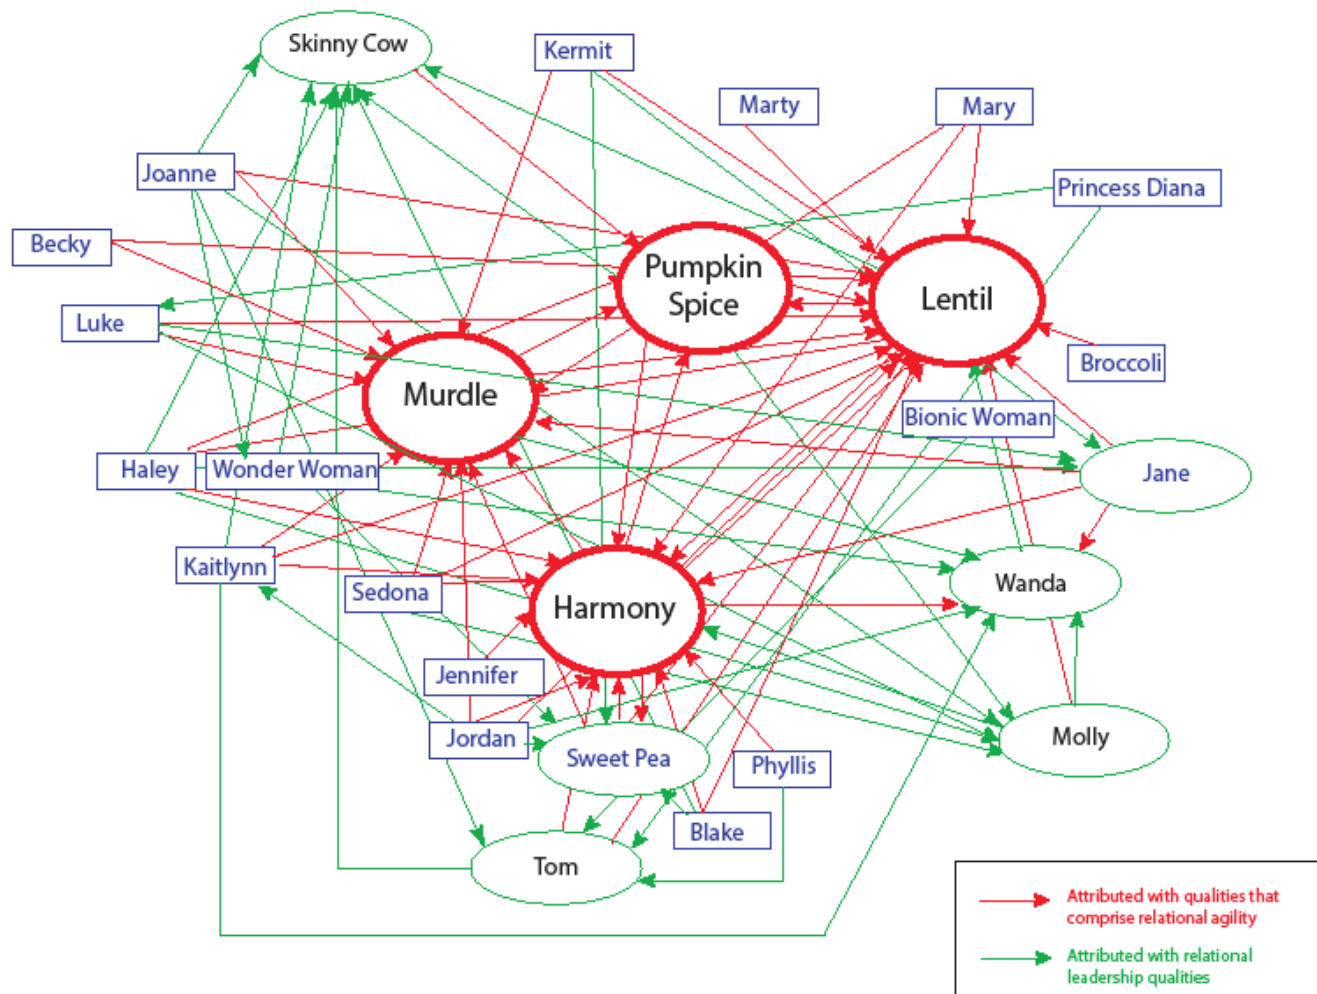 Skinny Cow
Kermit
Marty
Mary
Joanne
Princess Diana
Becky
Pumpkin
Spice
Lentil
Luke
Broccoli
Murdle
Bionic Woman
Haley
Wonder Woman
Jane
Kaitlynn
Sedona
Harmony
Wanda
Jennifer
Jordan
Sweet Pea
Phyllis
Molly
Blake
Tom
Attributed with qualities that
comprise relational agility
Attributed with relational
leadership qualities